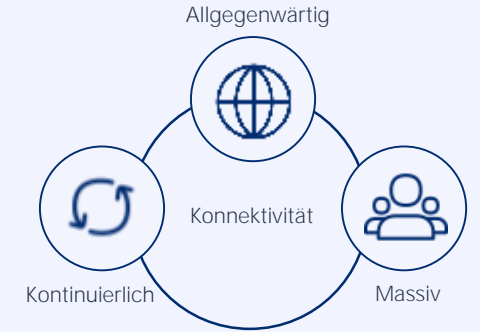 Allgegenwärtig
Konnektivität
Kontinuierlich
Massiv